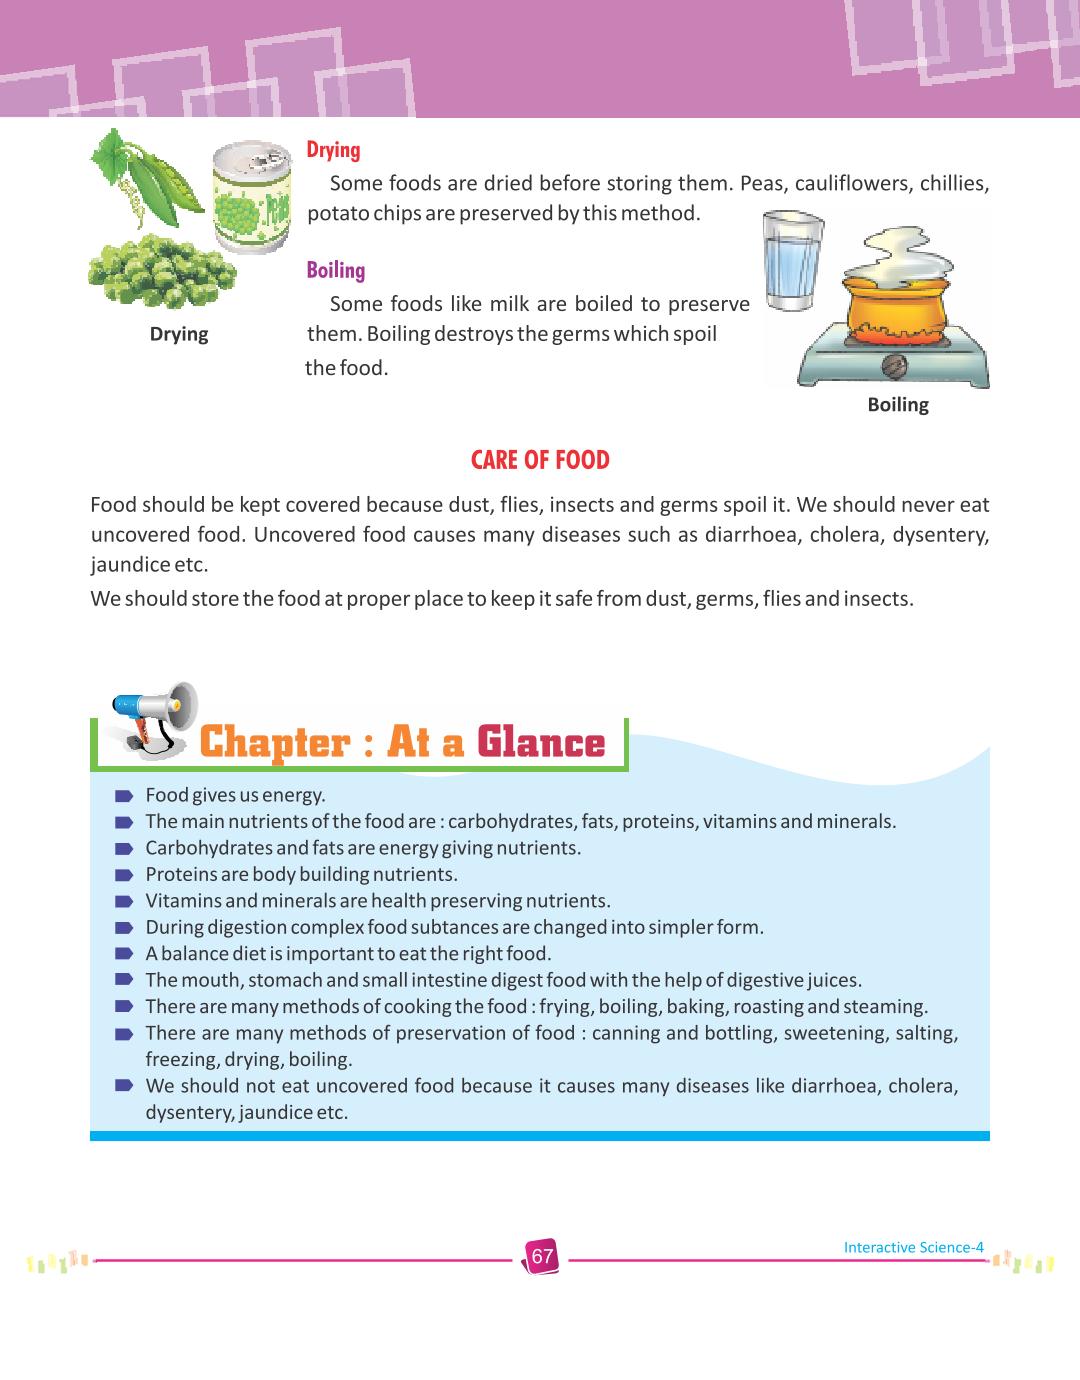 Drying
Some foods are dried before storing them. Peas, cauliflowers, chillies,
potato chips are preserved by this method.
Peas
Drying
Boiling
Some foods like milk are boiled to preserve
them. Boiling destroys the germs which spoil
the food.
Boiling
CARE OF FOOD
Food should be kept covered because dust, flies, insects and germs spoil it. We should never eat
uncovered food. Uncovered food causes many diseases such as diarrhoea, cholera, dysentery,
jaundice etc.
We should store the food at proper place to keep it safe from dust, germs, flies and insects.
Chapter : At a Glance
Food gives us energy.
The main nutrients of the food are : carbohydrates, fats, proteins, vitamins and minerals.
Carbohydrates and fats are energy giving nutrients.
Proteins are body building nutrients.
Vitamins and minerals are health preserving nutrients.
During digestion complex food subtances are changed into simpler form.
A balance diet is important to eat the right food.
The mouth, stomach and small intestine digest food with the help of digestive juices.
There are many methods of cooking the food : frying, boiling, baking, roasting and steaming.
There are many methods of preservation of food : canning and bottling, sweetening, salting,
freezing, drying, boiling.
We should not eat uncovered food because it causes many diseases like diarrhoea, cholera,
dysentery, jaundice etc.
67
Interactive Science-4